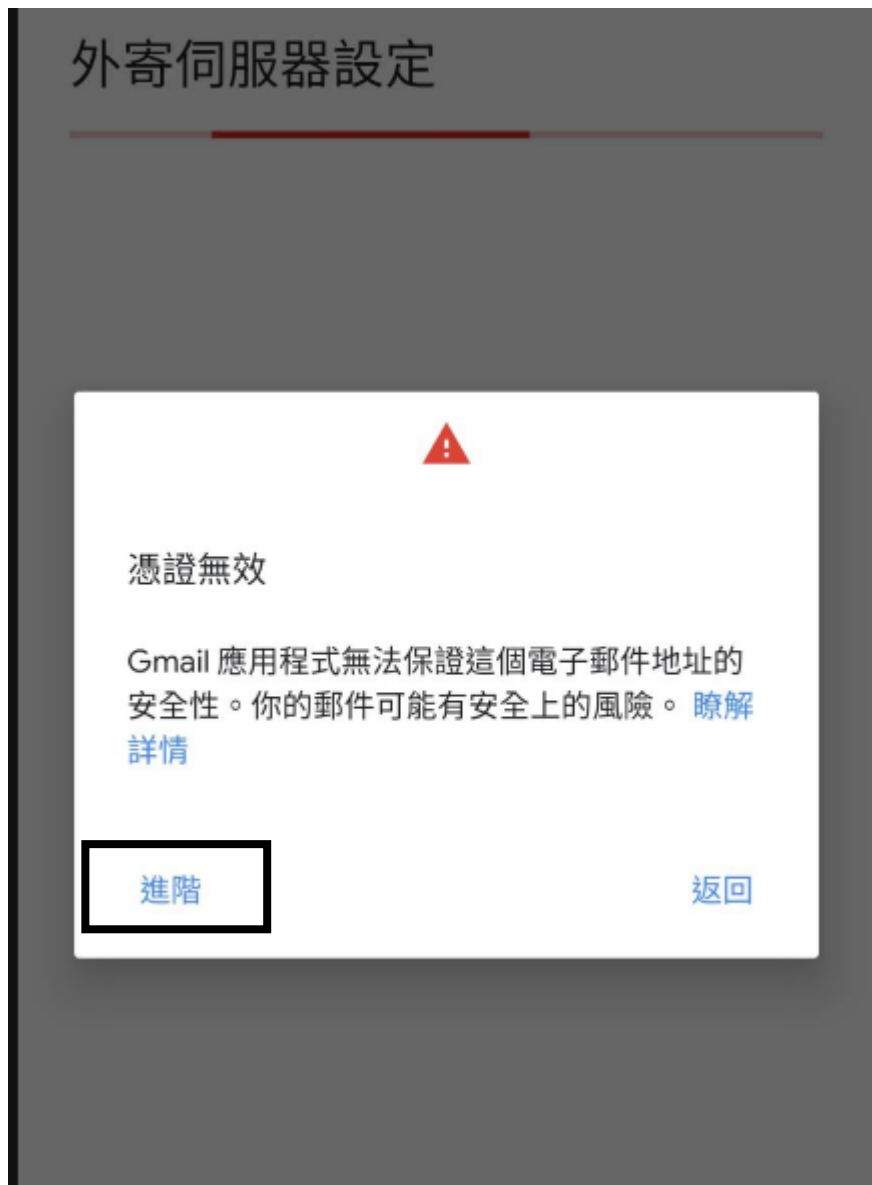 外寄伺服器設定
憑證無效
Gmail 應用程式無法保證這個電子郵件地址的
安全性。你的郵件可能有安全上的風險。 瞭解
詳情
進階 返回